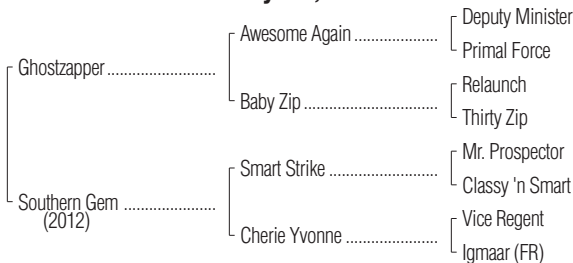 Deputy Minister
Awesome Again ....................
Primal Force
Ghostzapper ..........................
Relaunch
Baby Zip .................................
Thirty Zip
Mr. Prospector
Smart Strike ...........................
Classy 'n Smart
Southern Gem ......................
(2012)
Vice Regent
Cherie Yvonne .......................
Igmaar (FR)